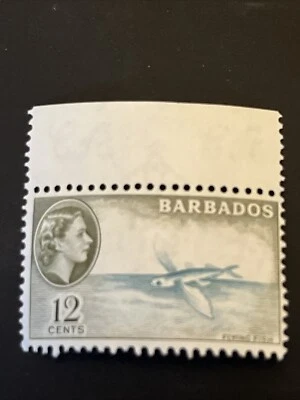 BARBADOS
12
CENTS
FLYING FISH